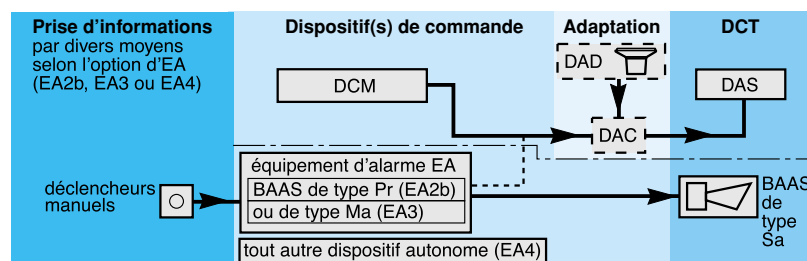 Prise d'informations
par divers moyens
selon l'option d'EA
(EA2b, EA3 ou EA4)
Dispositif(s) de commande
Adaptation
DCT
DAD
DCM
DAS
DAC
déclencheurs
manuels
équipement d'alarme EA
BAAS de type Pr (EA2b)
ou de type Ma (EA3)
tout autre dispositif autonome (EA4)
BAAS
de
type
Sa